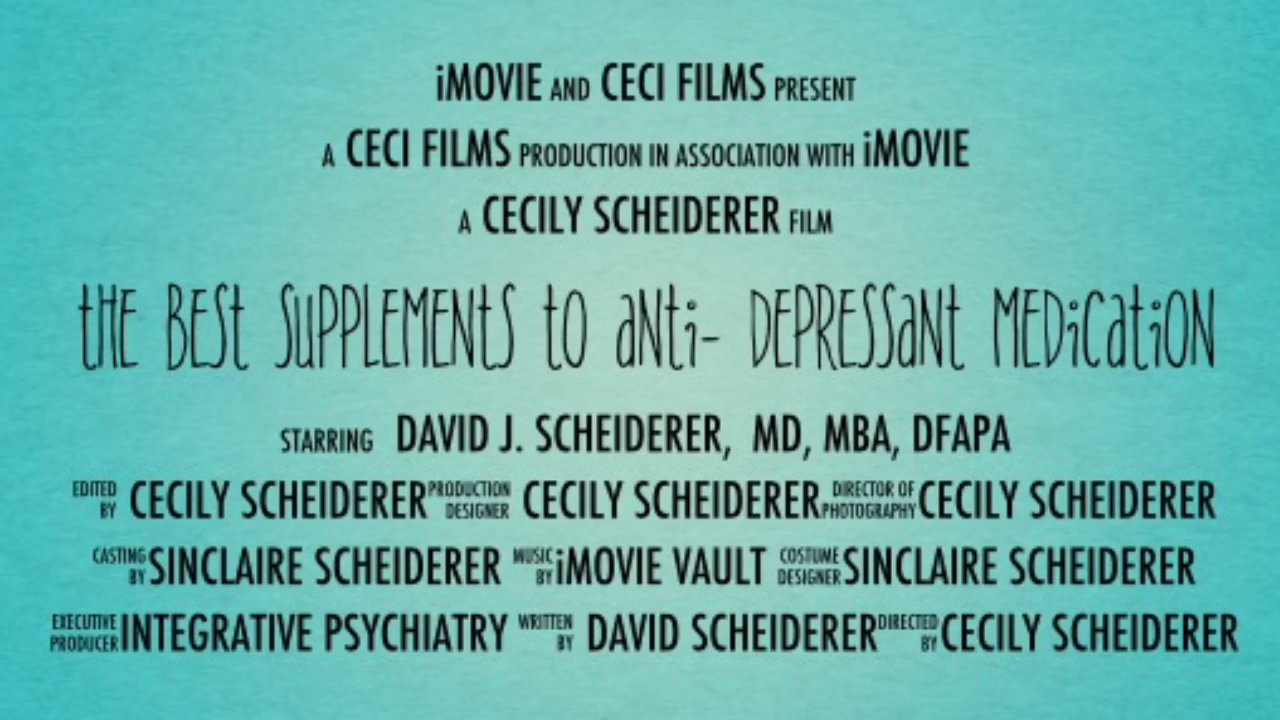 iMOVIE AND CECI FILMS PRESENT
A CECI FILMS PRODUCTION IN ASSOCIATION WITH iMOVIE
A CECILY SCHEIDERER FILM
tHE BESt SuPPLEMENtS tO aNti- DEPRESSaNt MEDiCatiON
STARRING DAVID J. SCHEIDERER, MD, MBA, DFAPA
EDITED BY CECILY SCHEIDERER PRODUCTION DESIGNER CECILY SCHEIDERER DIRECTOR OF PHOTOGRAPHY CECILY SCHEIDERER
CASTING BY SINCLAIRE SCHEIDERER MUSIC BY iMOVIE VAULT COSTUME DESIGNER SINCLAIRE SCHEIDERER
EXECUTIVE PRODUCER INTEGRATIVE PSYCHIATRY WRITTEN BY DAVID SCHEIDERER DIRECTED BY CECILY SCHEIDERER